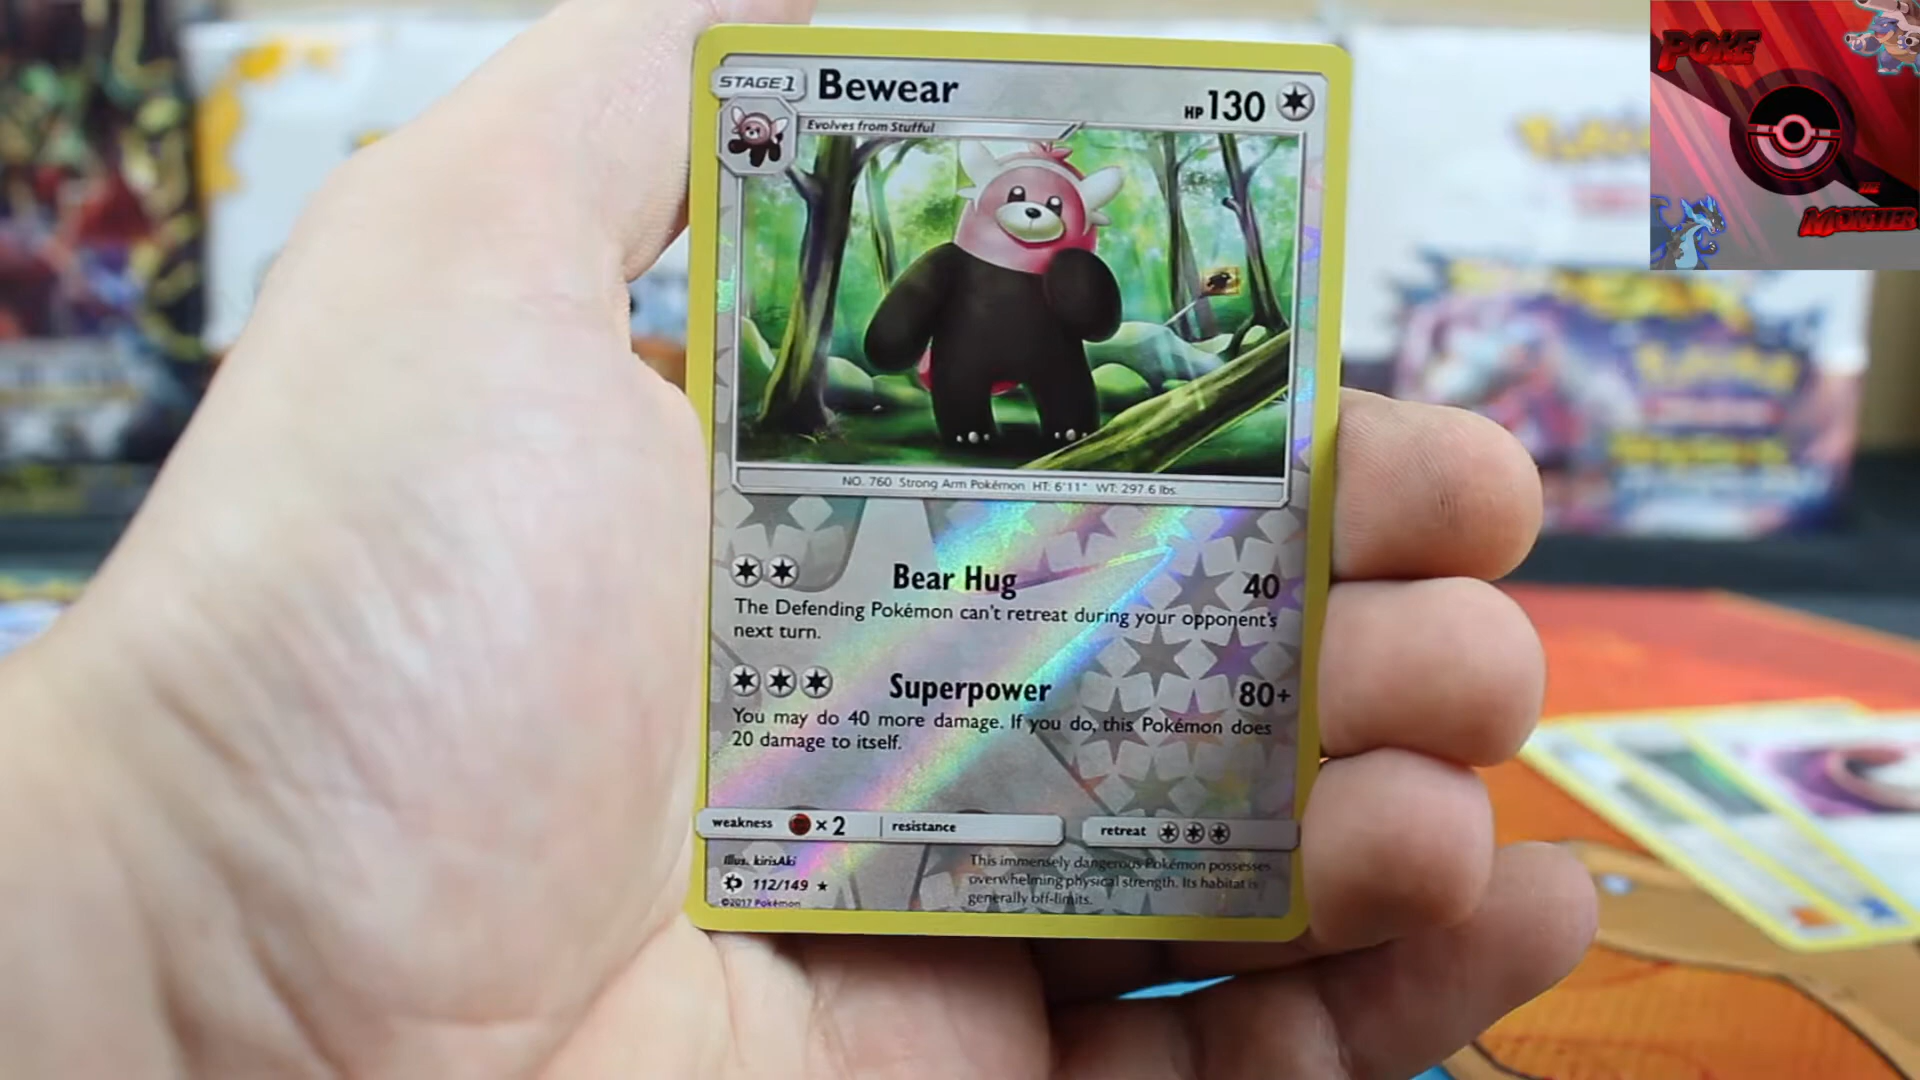 POKE
THE
MONSTER
STAGE 1
Bewear
HP 130
Evolves from Stufful
NO. 760 Strong Arm Pokémon HT: 6'11" WT: 297.6 lbs.
Bear Hug 40
The Defending Pokémon can't retreat during your opponent's
next turn.
Superpower 80+
You may do 40 more damage. If you do, this Pokémon does
20 damage to itself.
weakness ×2 resistance retreat
Illus. kirisAki
112/149 ★
©2017 Pokémon
This immensely dangerous Pokémon possesses
overwhelming physical strength. Its habitat is
generally off-limits.